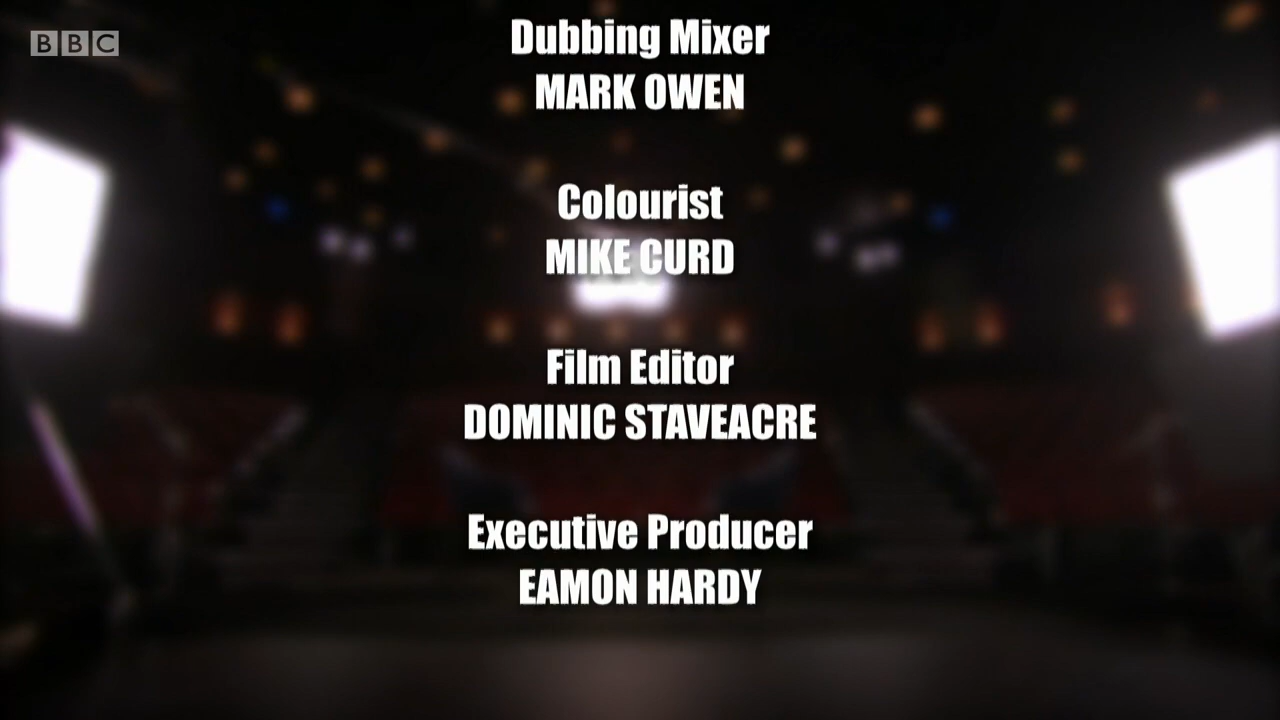 BBC
Dubbing Mixer
MARK OWEN
Colourist
MIKE CURD
Film Editor
DOMINIC STAVEACRE
Executive Producer
EAMON HARDY